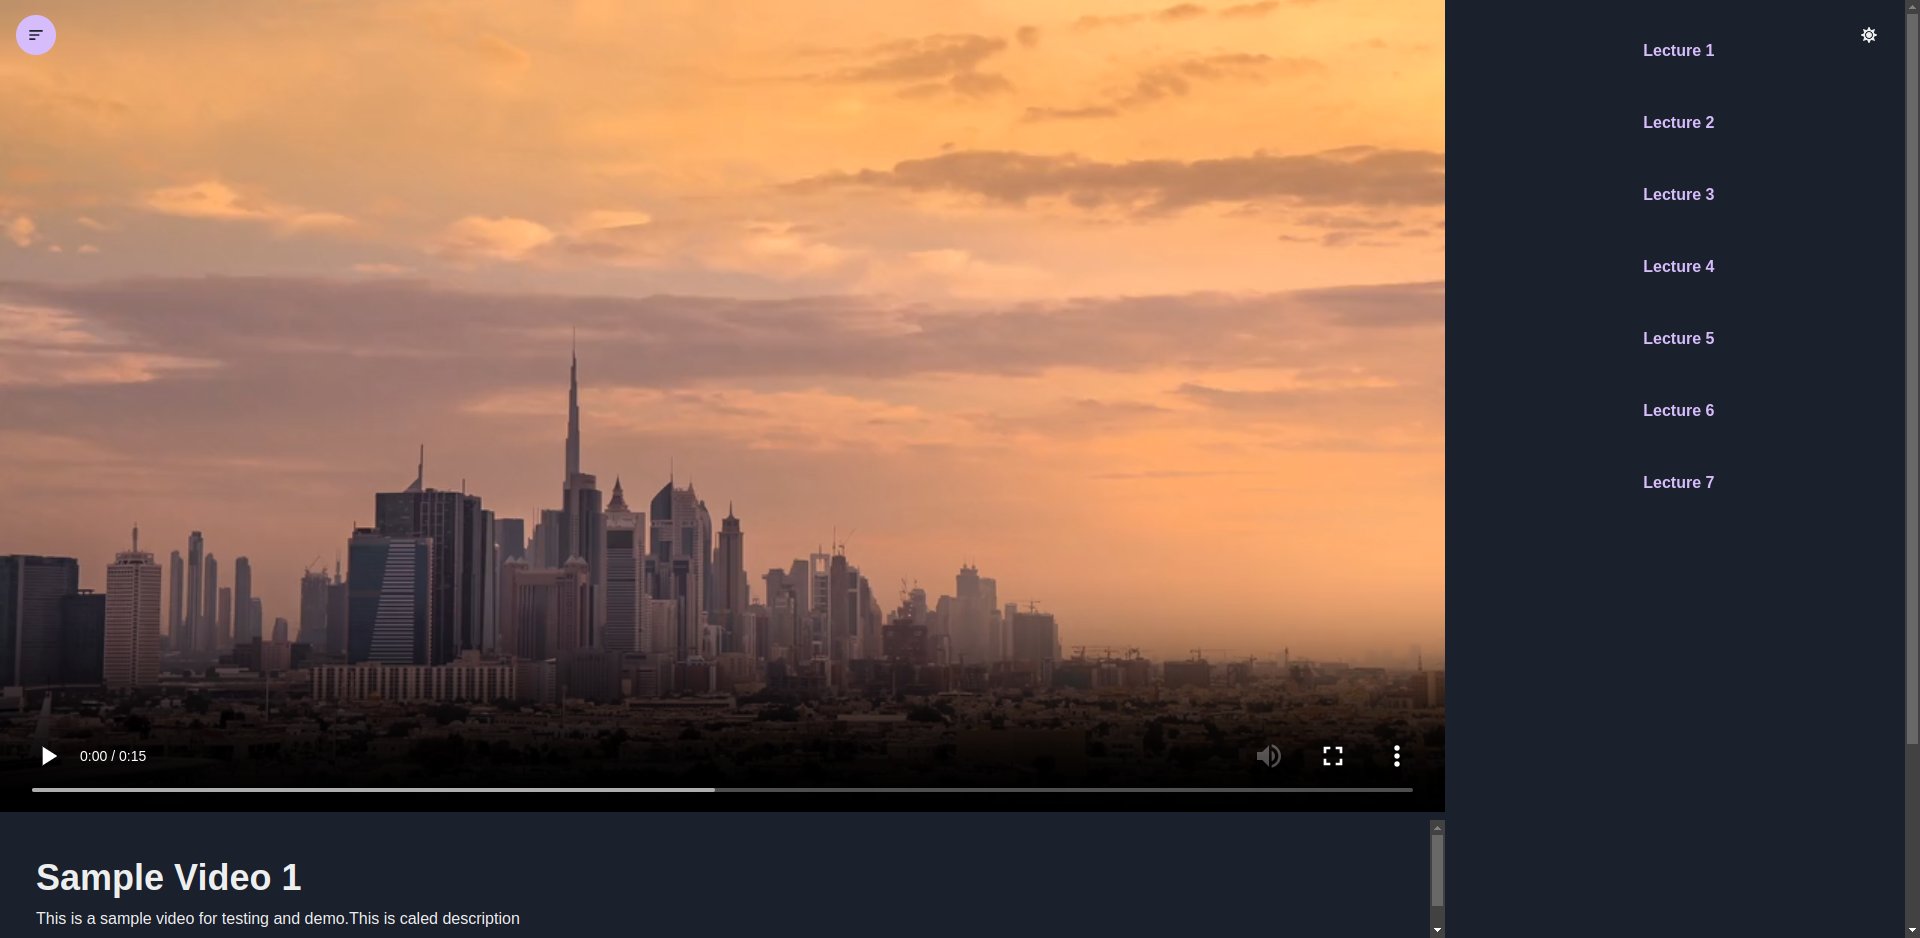 Lecture 1
Lecture 2
Lecture 3
Lecture 4
Lecture 5
Lecture 6
Lecture 7
0:00 / 0:15
Sample Video 1
This is a sample video for testing and demo.This is caled description